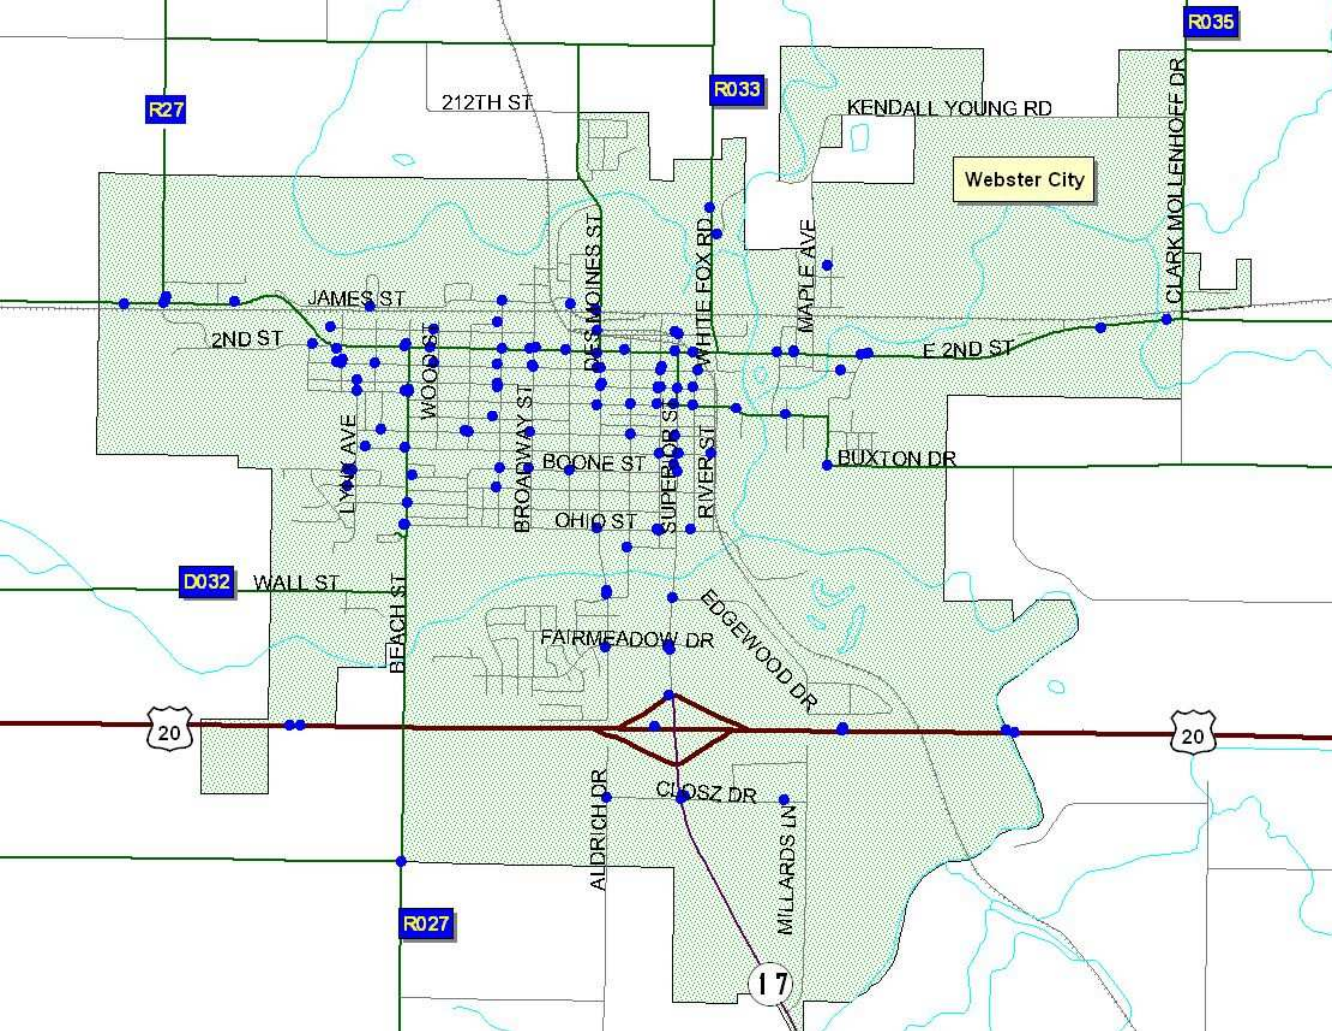 R035
R033
R27
212TH ST
KENDALL YOUNG RD
CLARK MOLLENHOFF DR
Webster City
DES MOINES ST
WHITE FOX RD
MAPLE AVE
JAMES ST
2ND ST
E 2ND ST
WOOD ST
LYNX AVE
BROADWAY ST
SUPERIOR ST
RIVER ST
BOONE ST
BUXTON DR
OHIO ST
D032
WALL ST
BEACH ST
EDGEWOOD DR
FAIRMEADOW DR
20
20
CLOSZ DR
ALDRICH DR
MILLARDS LN
R027
17